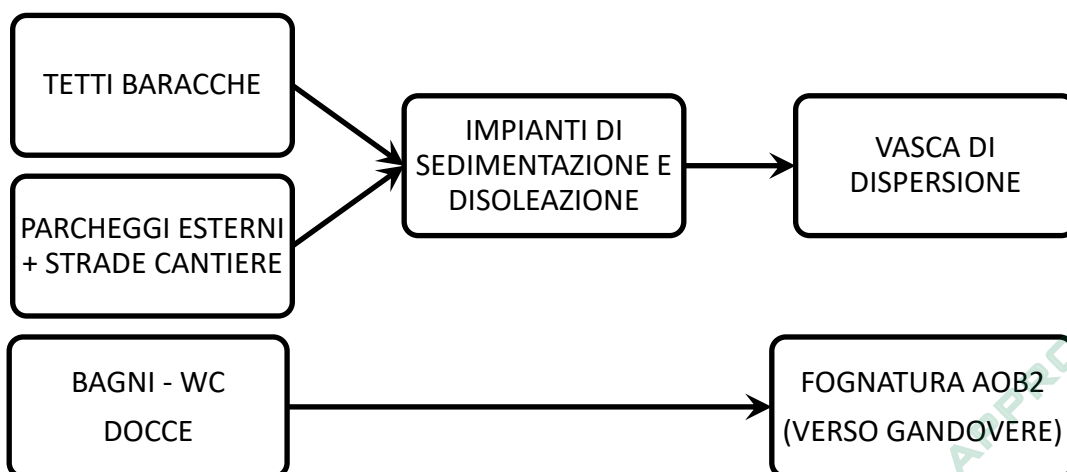 TETTI BARACCHE
PARCHEGGI ESTERNI
+ STRADE CANTIERE
IMPIANTI DI
SEDIMENTAZIONE E
DISOLEAZIONE
VASCA DI
DISPERSIONE
BAGNI - WC
DOCCE
FOGNATURA AOB2
(VERSO GANDOVERE)